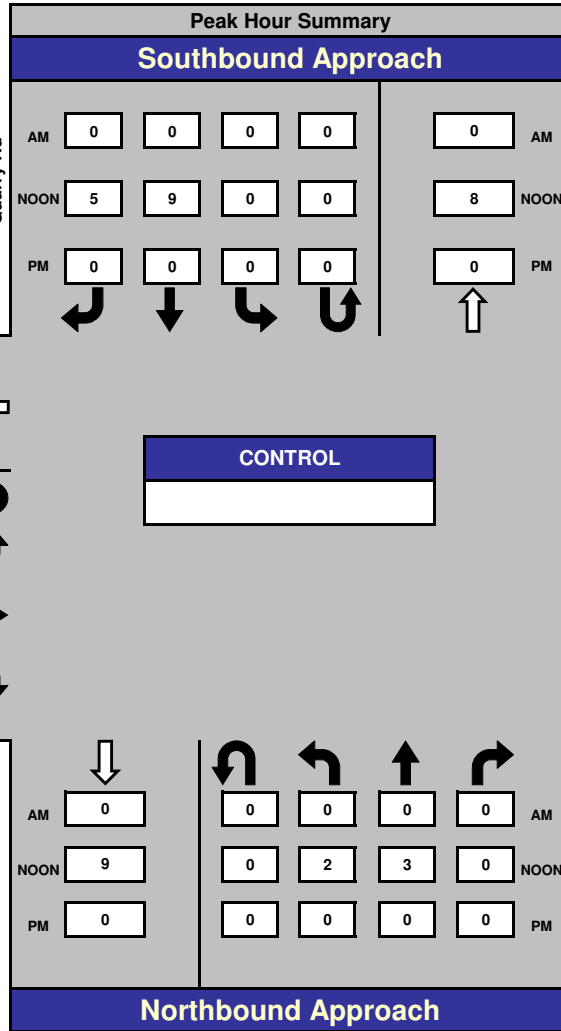 Peak Hour Summary
Southbound Approach
AM 0 0 0 0 0 AM
NOON 5 9 0 0 8 NOON
PM 0 0 0 0 0 PM
CONTROL
AM 0 0 0 0 0 AM
NOON 9 0 2 3 0 NOON
PM 0 0 0 0 0 PM
Northbound Approach